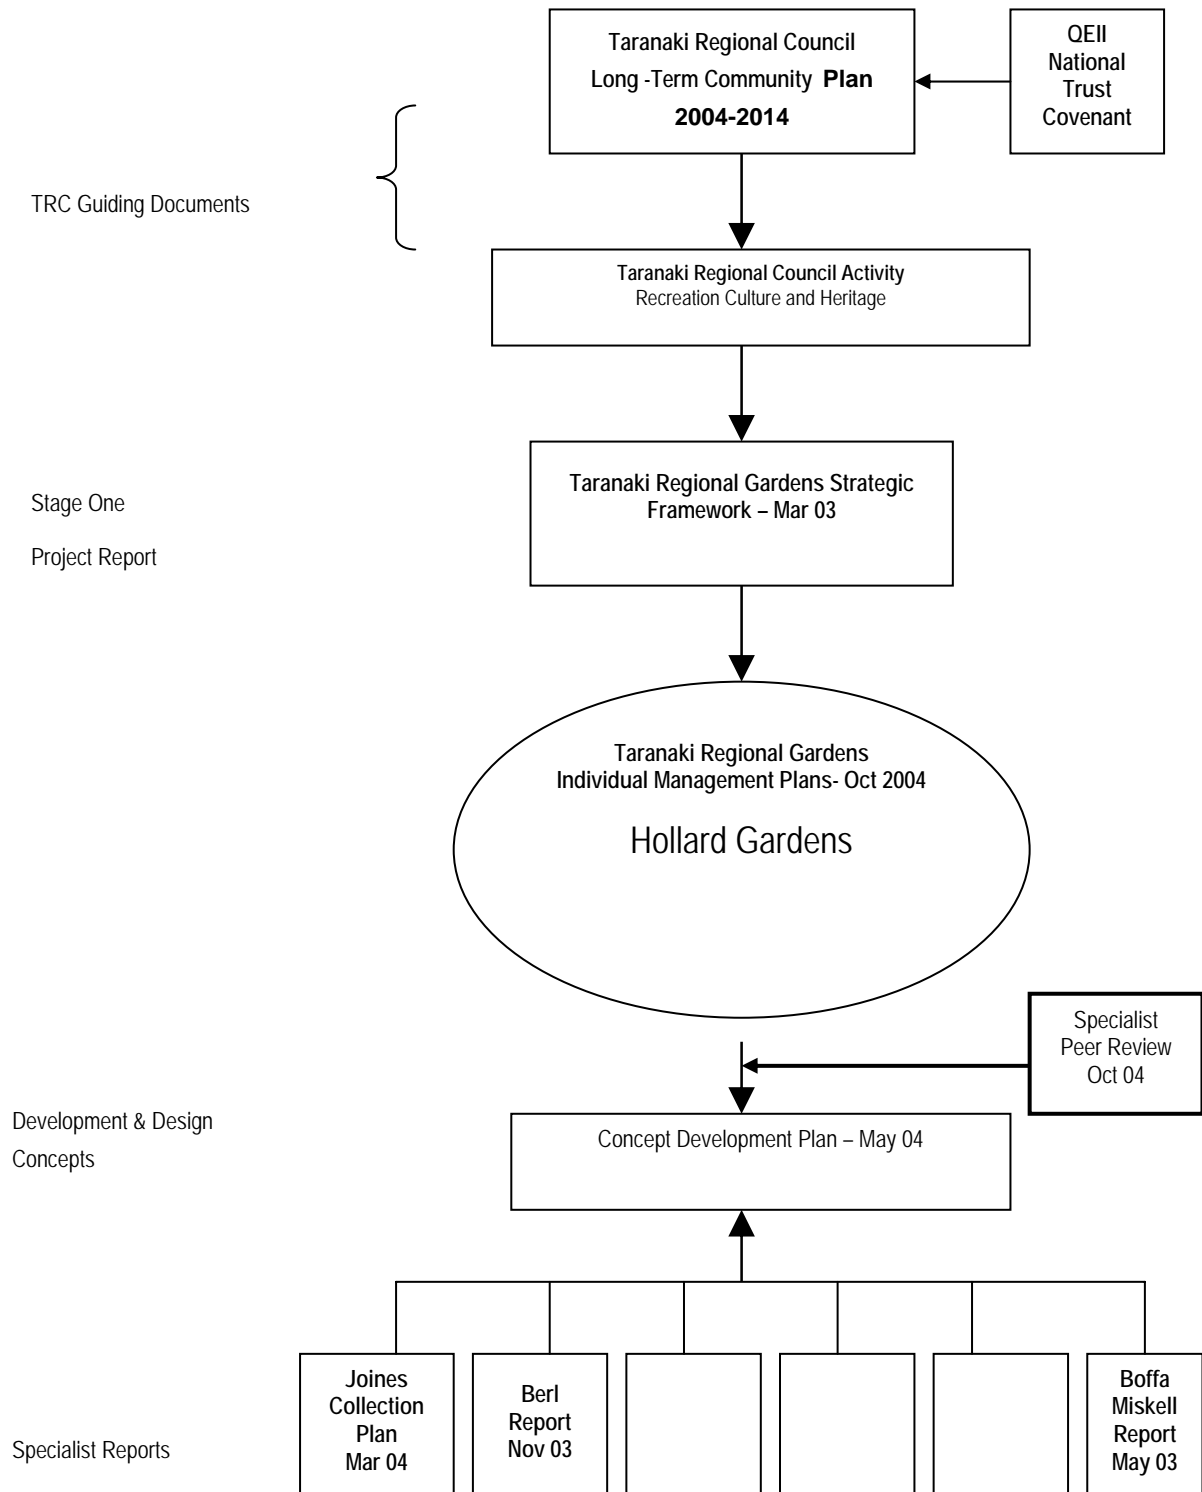 Taranaki Regional Council
Long -Term Community Plan
2004-2014
QEII
National
Trust
Covenant
TRC Guiding Documents
Taranaki Regional Council Activity
Recreation Culture and Heritage
Stage One
Project Report
Taranaki Regional Gardens Strategic
Framework – Mar 03
Taranaki Regional Gardens
Individual Management Plans- Oct 2004
Hollard Gardens
Specialist
Peer Review
Oct 04
Development & Design
Concepts
Concept Development Plan – May 04
Specialist Reports
Joines
Collection
Plan
Mar 04
Berl
Report
Nov 03
Boffa
Miskell
Report
May 03